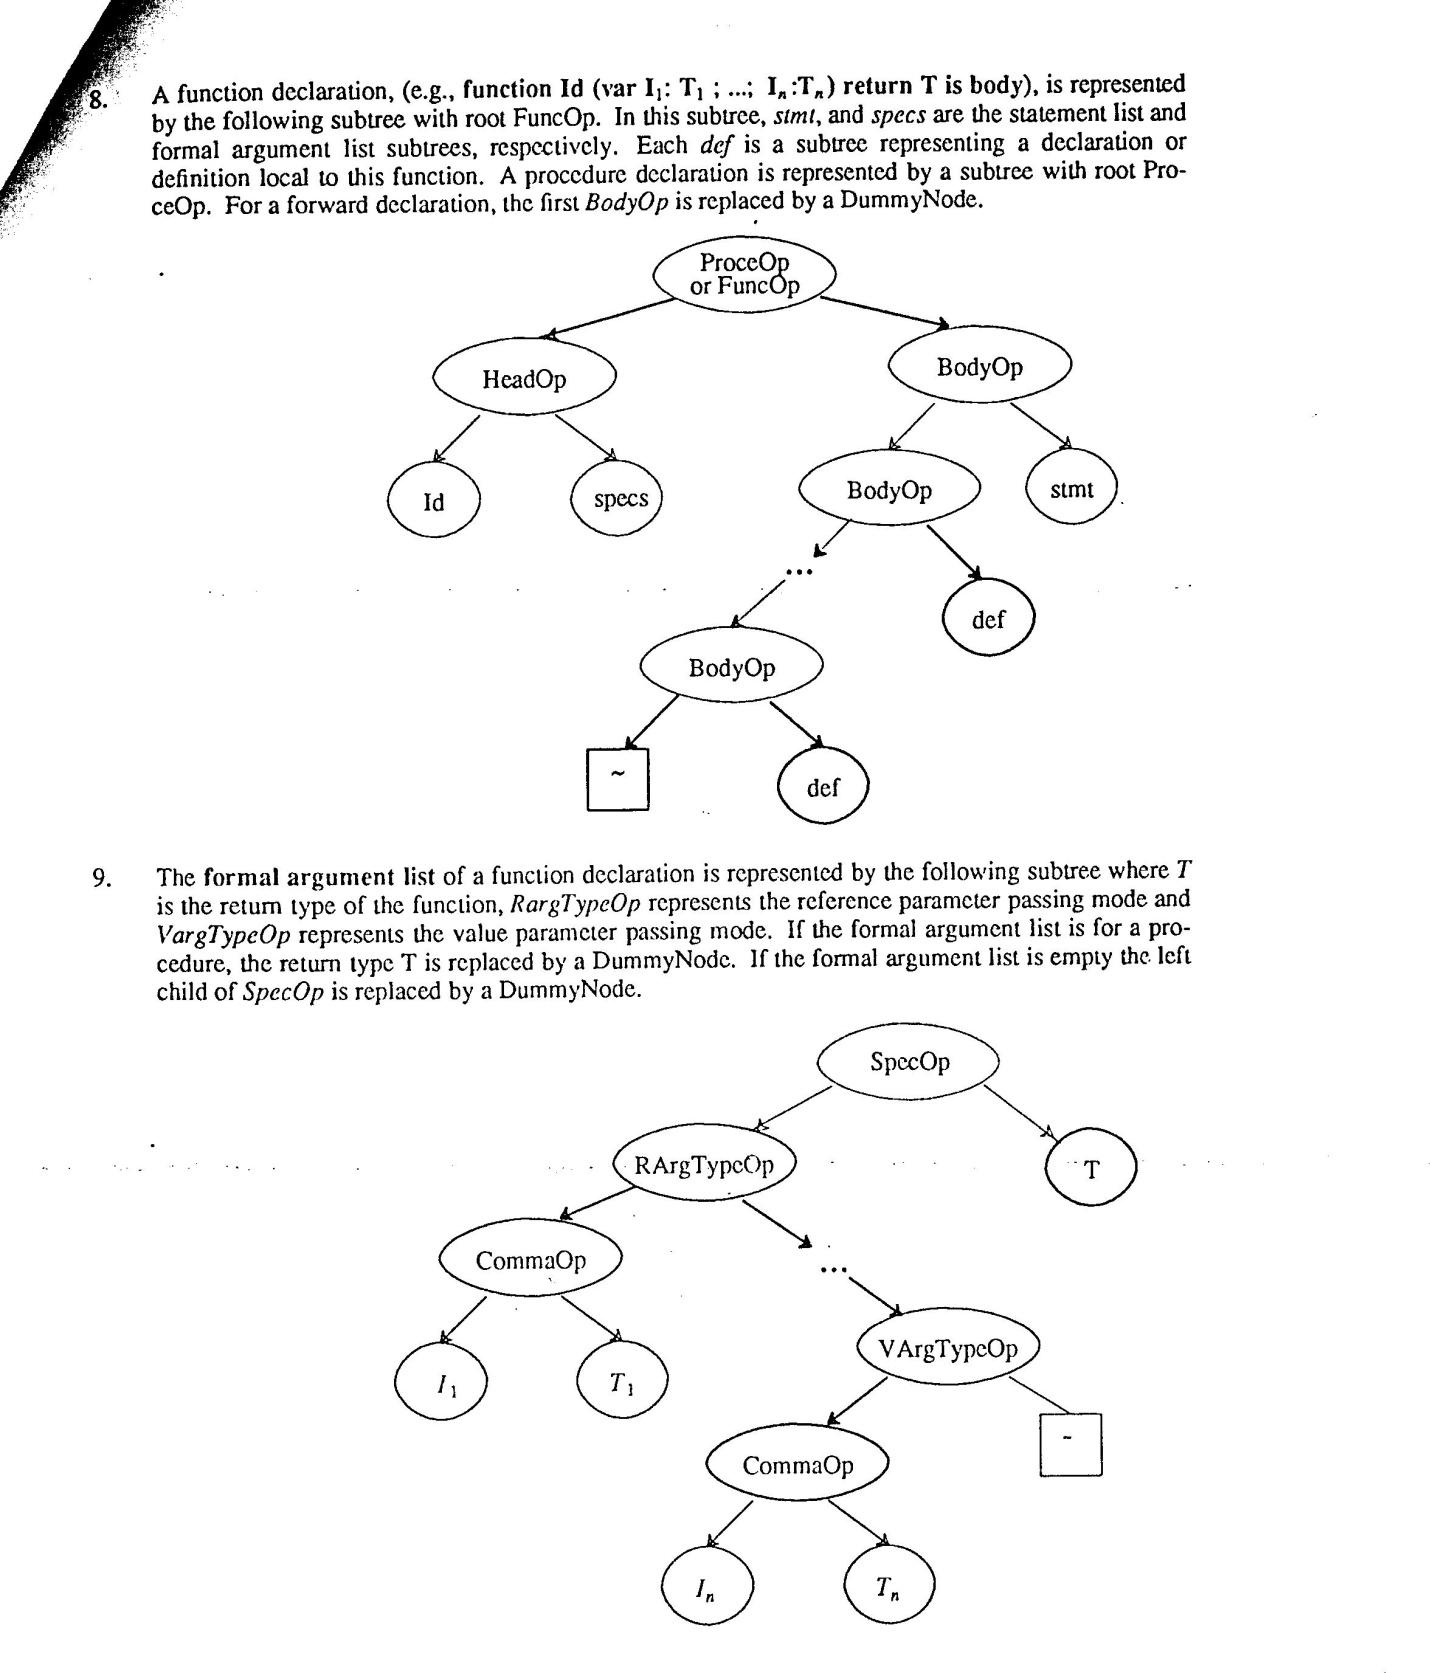 8. A function declaration, (e.g., function Id (var I₁: T₁ ; ...; Iₙ:Tₙ) return T is body), is represented
by the following subtree with root FuncOp. In this subtree, stmt, and specs are the statement list and
formal argument list subtrees, respectively. Each def is a subtree representing a declaration or
definition local to this function. A procedure declaration is represented by a subtree with root Pro-
ceOp. For a forward declaration, the first BodyOp is replaced by a DummyNode.
ProceOp
or FuncOp
HeadOp
BodyOp
Id
specs
BodyOp
stmt
...
def
BodyOp
~
def
9. The formal argument list of a function declaration is represented by the following subtree where T
is the return type of the function, RargTypeOp represents the reference parameter passing mode and
VargTypeOp represents the value parameter passing mode. If the formal argument list is for a pro-
cedure, the return type T is replaced by a DummyNode. If the formal argument list is empty the left
child of SpecOp is replaced by a DummyNode.
SpecOp
RArgTypeOp
T
CommaOp
...
I₁
T₁
VArgTypeOp
CommaOp
~
Iₙ
Tₙ